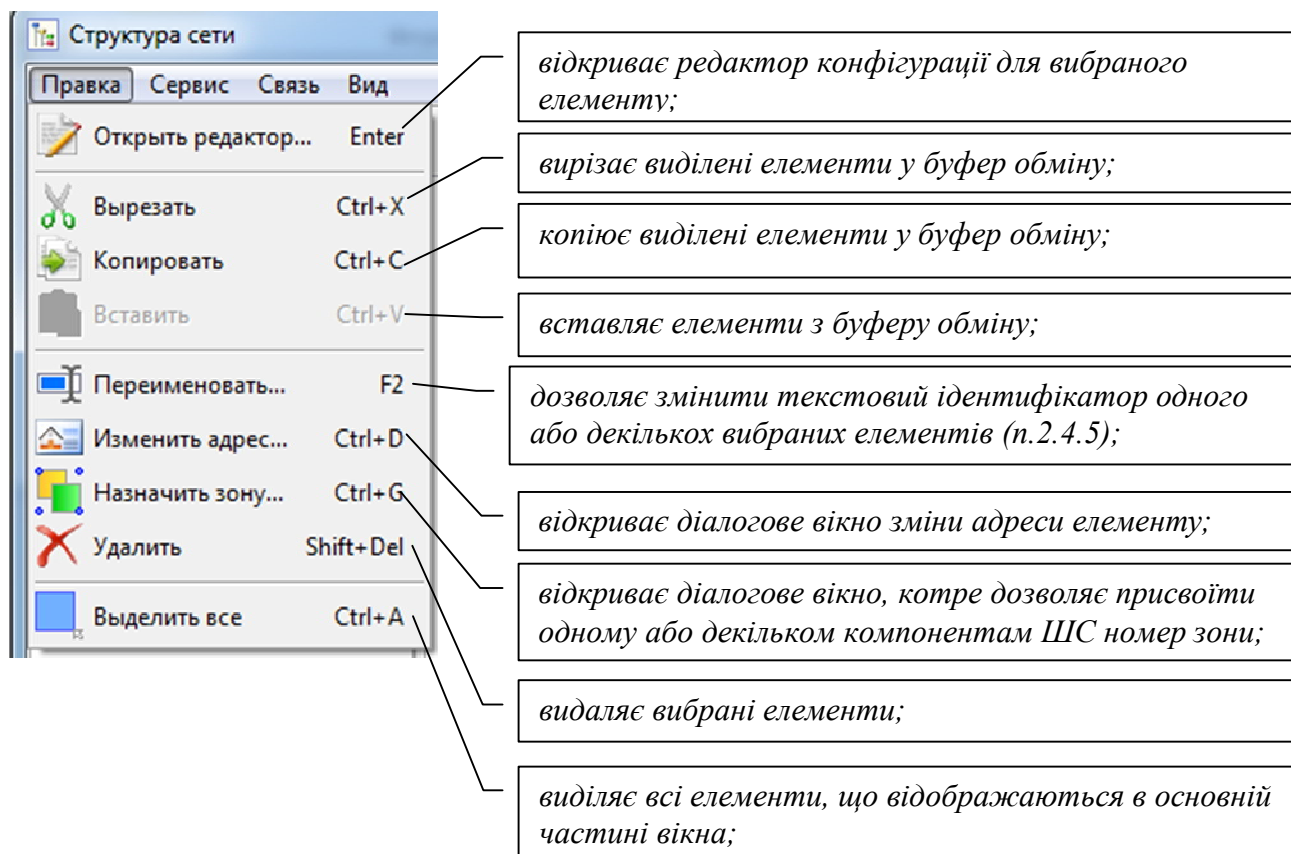 Структура сети
Правка Сервис Связь Вид
Открыть редактор... Enter
Вырезать Ctrl+X
Копировать Ctrl+C
Вставить Ctrl+V
Переименовать... F2
Изменить адрес... Ctrl+D
Назначить зону... Ctrl+G
Удалить Shift+Del
Выделить все Ctrl+A
відкриває редактор конфігурації для вибраного
елементу;
вирізає виділені елементи у буфер обміну;
копіює виділені елементи у буфер обміну;
вставляє елементи з буферу обміну;
дозволяє змінити текстовий ідентифікатор одного
або декількох вибраних елементів (п.2.4.5);
відкриває діалогове вікно зміни адреси елементу;
відкриває діалогове вікно, котре дозволяє присвоїти
одному або декільком компонентам ШС номер зони;
видаляє вибрані елементи;
виділяє всі елементи, що відображаються в основній
частині вікна;